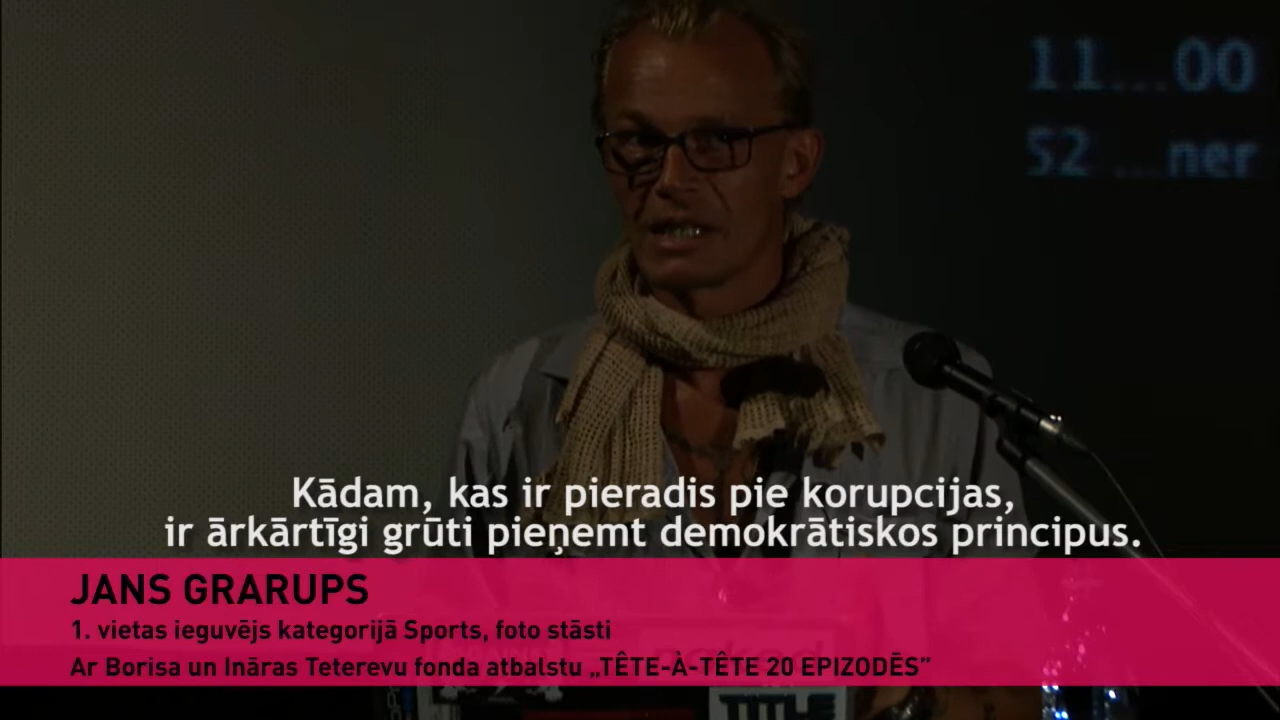 11...00
52 ...ner
Kādam, kas ir pieradis pie korupcijas,
ir ārkārtīgi grūti pieņemt demokrātiskos principus.
JANS GRARUPS
1. vietas ieguvējs kategorijā Sports, foto stāsti
Ar Borisa un Ināras Teterevu fonda atbalstu „TÊTE-À-TÊTE 20 EPIZODĒS”
TITLE